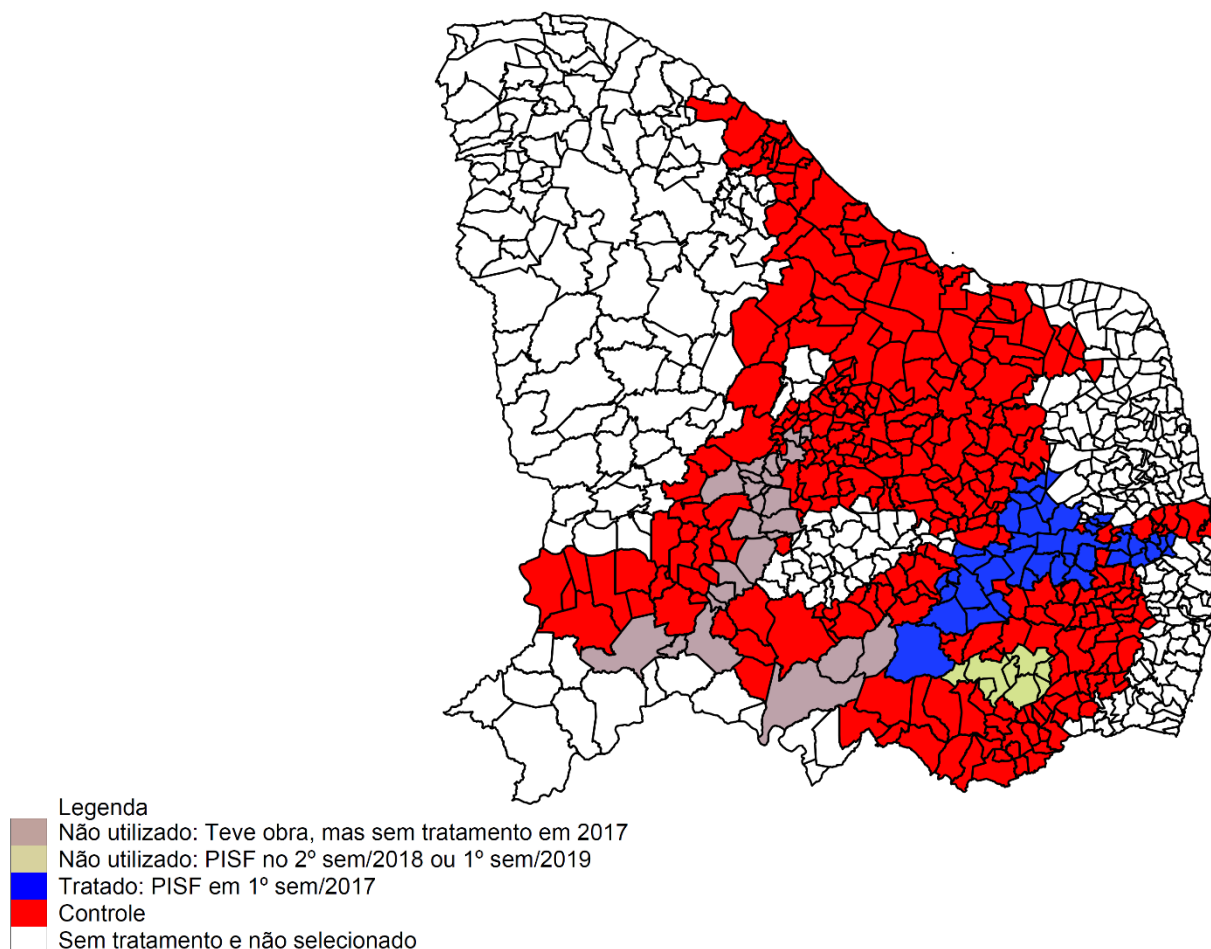 Legenda
Não utilizado: Teve obra, mas sem tratamento em 2017
Não utilizado: PISF no 2º sem/2018 ou 1º sem/2019
Tratado: PISF em 1º sem/2017
Controle
Sem tratamento e não selecionado